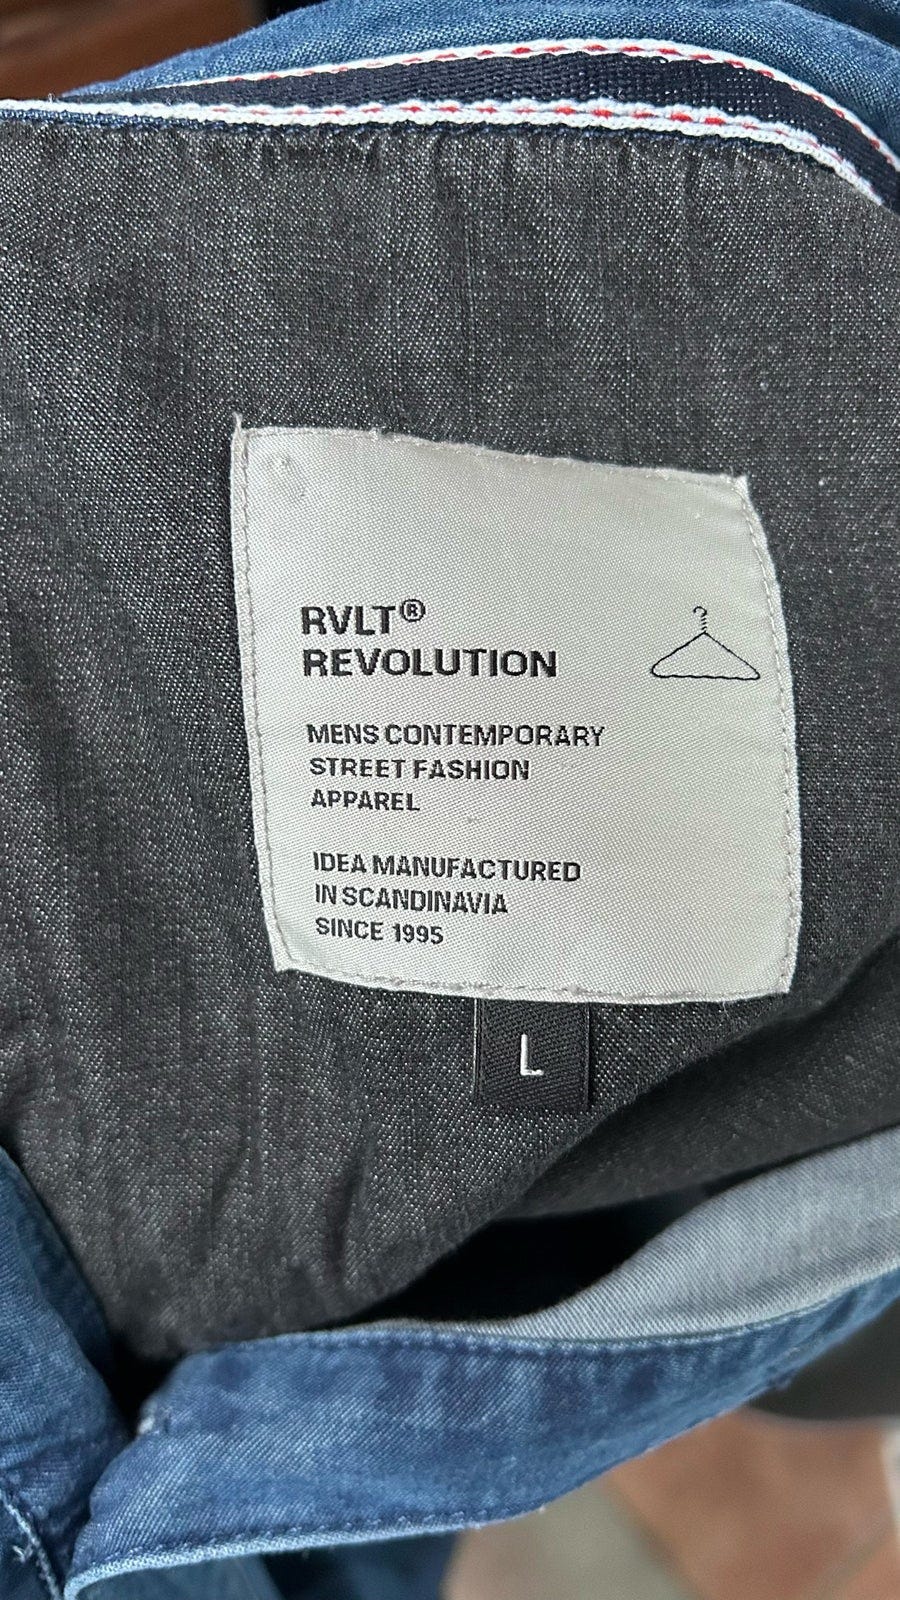 RVLT®
REVOLUTION
MENS CONTEMPORARY
STREET FASHION
APPAREL
IDEA MANUFACTURED
IN SCANDINAVIA
SINCE 1995
L